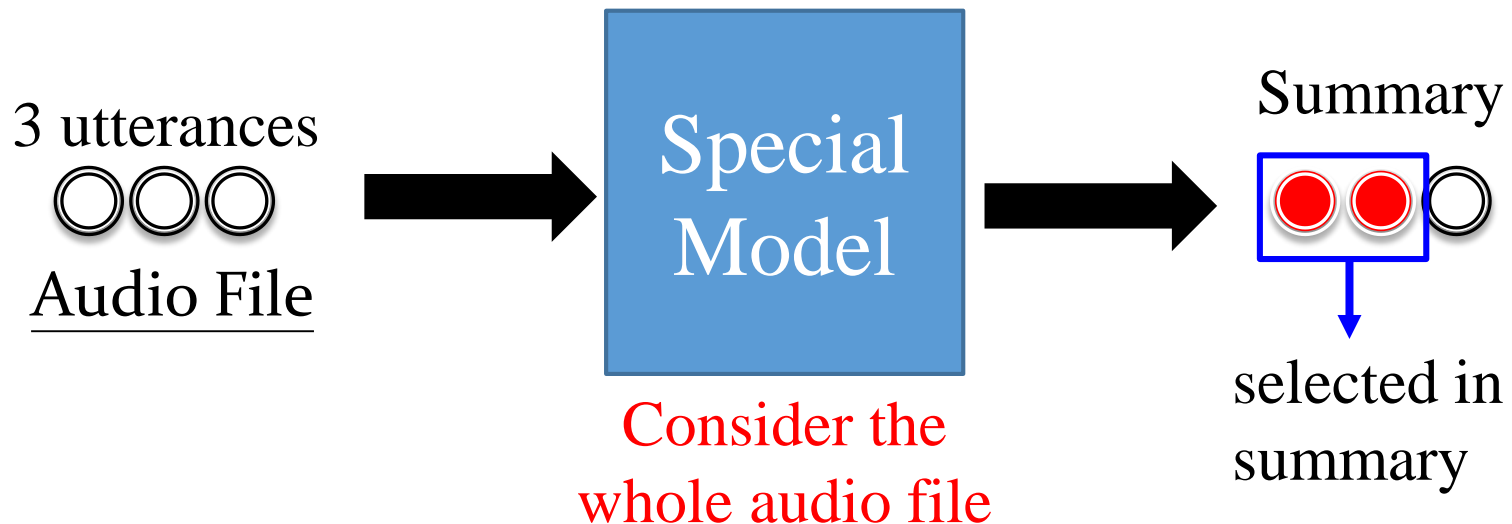 3 utterances
Audio File
Special
Model
Consider the
whole audio file
Summary
selected in
summary